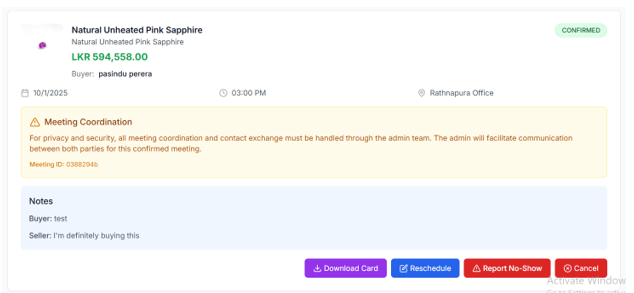 Natural Unheated Pink Sapphire
CONFIRMED
Natural Unheated Pink Sapphire
LKR 594,558.00
Buyer: pasindu perera
10/1/2025
03:00 PM
Rathnapura Office
Meeting Coordination
For privacy and security, all meeting coordination and contact exchange must be handled through the admin team. The admin will facilitate communication
between both parties for this confirmed meeting.
Meeting ID: 0388294b
Notes
Buyer: test
Seller: I'm definitely buying this
Download Card
Reschedule
Report No-Show
Cancel
Activate Window